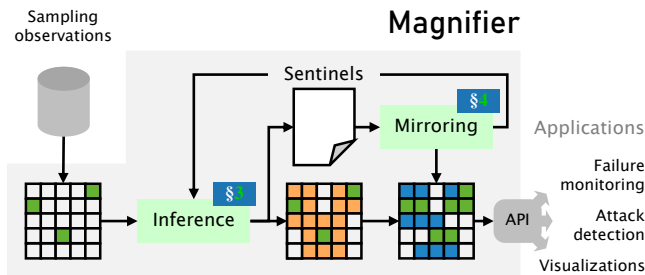 Sampling
observations
Magnifier
Sentinels
§4
Mirroring
Applications
Failure
monitoring
§3
Inference
API
Attack
detection
Visualizations